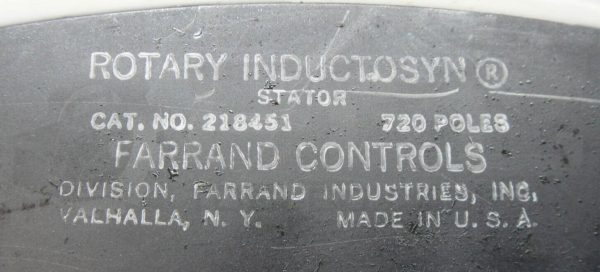 ROTARY INDUCTOSYN®
STATOR
CAT. NO. 218451 720 POLES
FARRAND CONTROLS
DIVISION, FARRAND INDUSTRIES, INC,
VALHALLA, N. Y. MADE IN U. S. A.